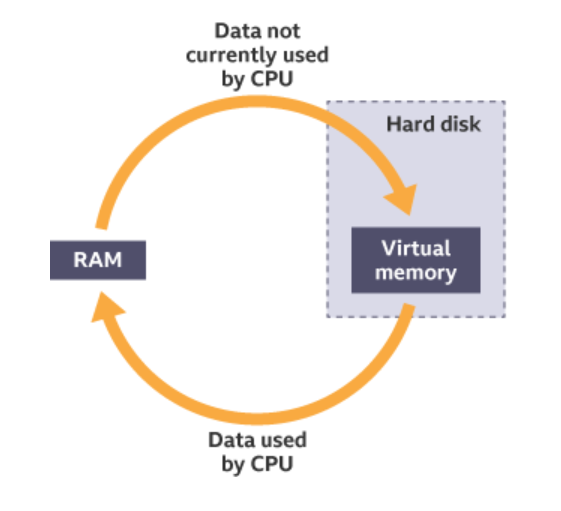 Data not
currently used
by CPU
Hard disk
RAM
Virtual
memory
Data used
by CPU